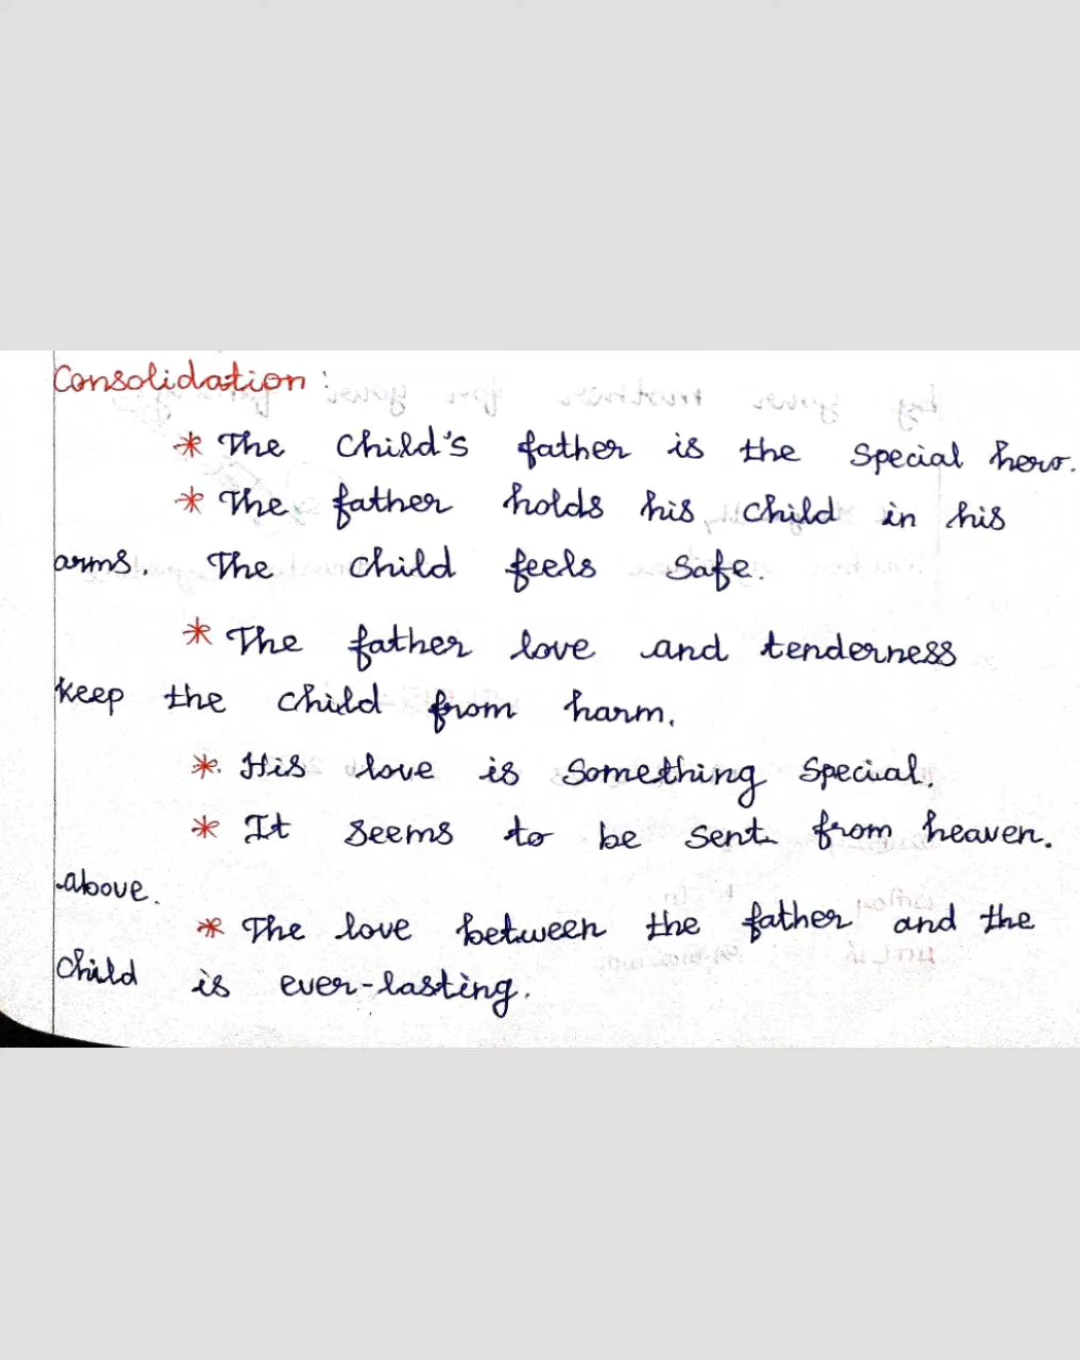 Consolidation :
* The Child's father is the Special hero.
* The father holds his child in his
arms. The child feels Safe.
* The father love and tenderness
keep the child from harm.
*. His love is Something Special.
* It Seems to be Sent from heaven.
above.
* The love between the father and the
Child is ever-lasting.